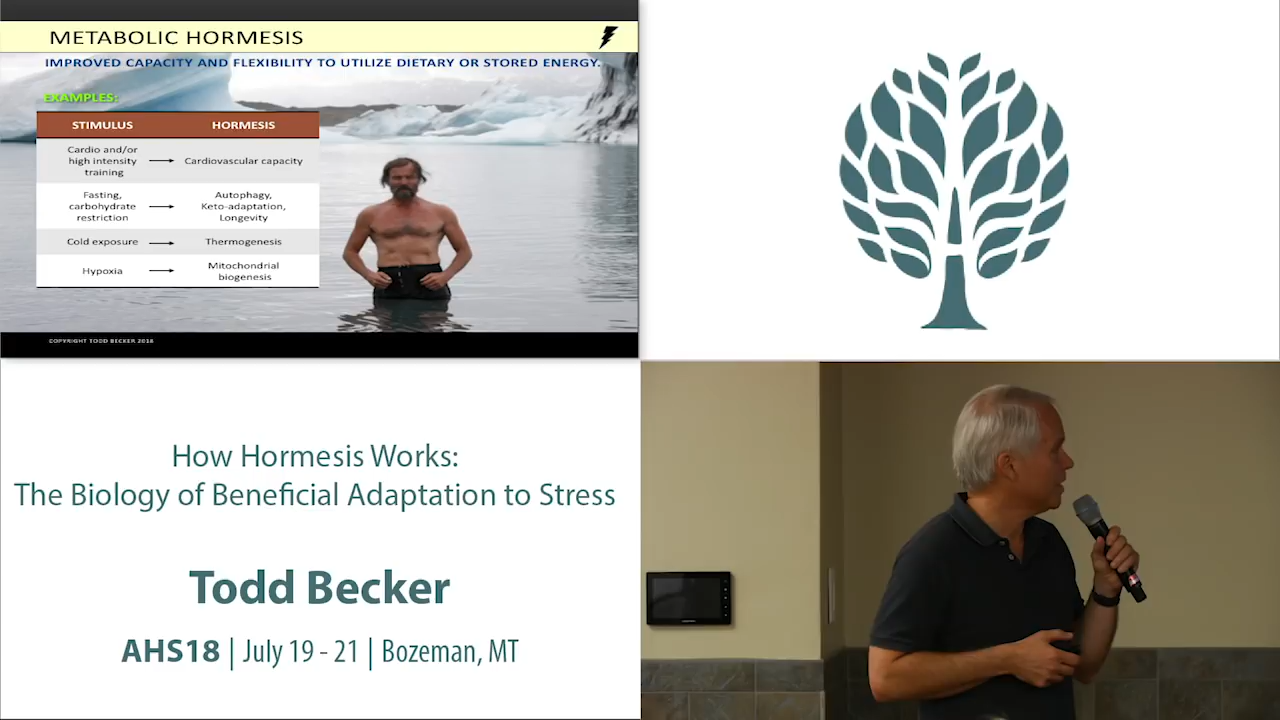 METABOLIC HORMESIS
IMPROVED CAPACITY AND FLEXIBILITY TO UTILIZE DIETARY OR STORED ENERGY.
EXAMPLES:
STIMULUS HORMESIS
Cardio and/or
high intensity
training
Cardiovascular capacity
Fasting,
carbohydrate
restriction
Autophagy,
Keto-adaptation,
Longevity
Cold exposure
Thermogenesis
Hypoxia
Mitochondrial
biogenesis
COPYRIGHT TODD BECKER 2018
How Hormesis Works:
The Biology of Beneficial Adaptation to Stress
Todd Becker
AHS18 | July 19 - 21 | Bozeman, MT